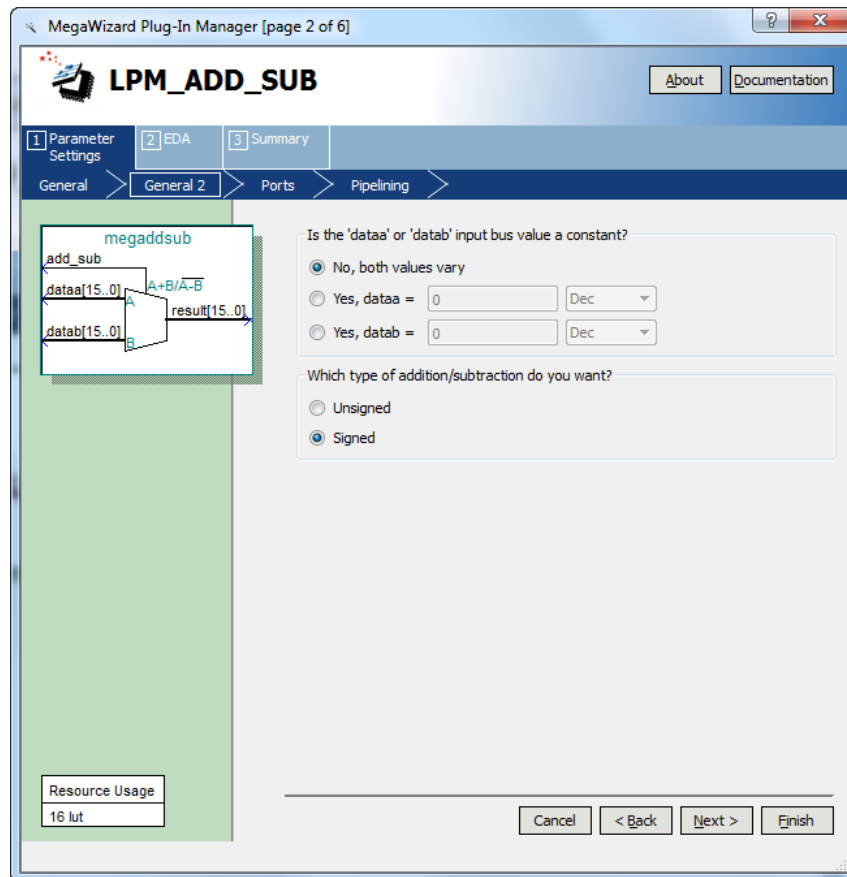 MegaWizard Plug-In Manager [page 2 of 6]
LPM_ADD_SUB
About
Documentation
1 Parameter Settings
2 EDA
3 Summary
General
General 2
Ports
Pipelining
megaddsub
add_sub
A+B/A-B
dataa[15..0]
A
result[15..0]
datab[15..0]
B
Is the 'dataa' or 'datab' input bus value a constant?
No, both values vary
Yes, dataa = 0 Dec
Yes, datab = 0 Dec
Which type of addition/subtraction do you want?
Unsigned
Signed
Resource Usage
16 lut
Cancel
< Back
Next >
Finish